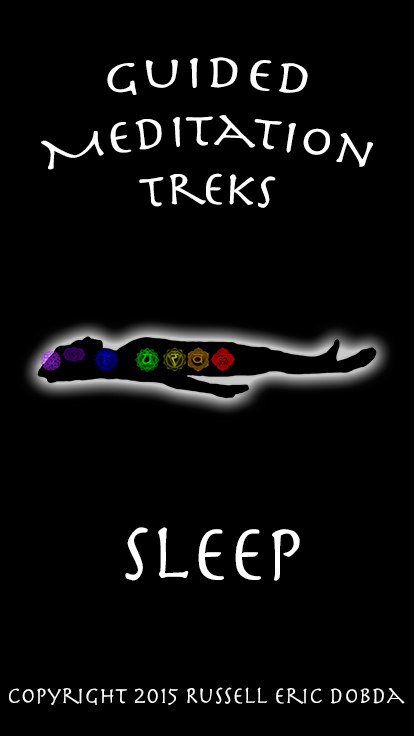 GUIDED
MEDITATION
TREKS
SLEEP
COPYRIGHT 2015 RUSSELL ERIC DOBDA